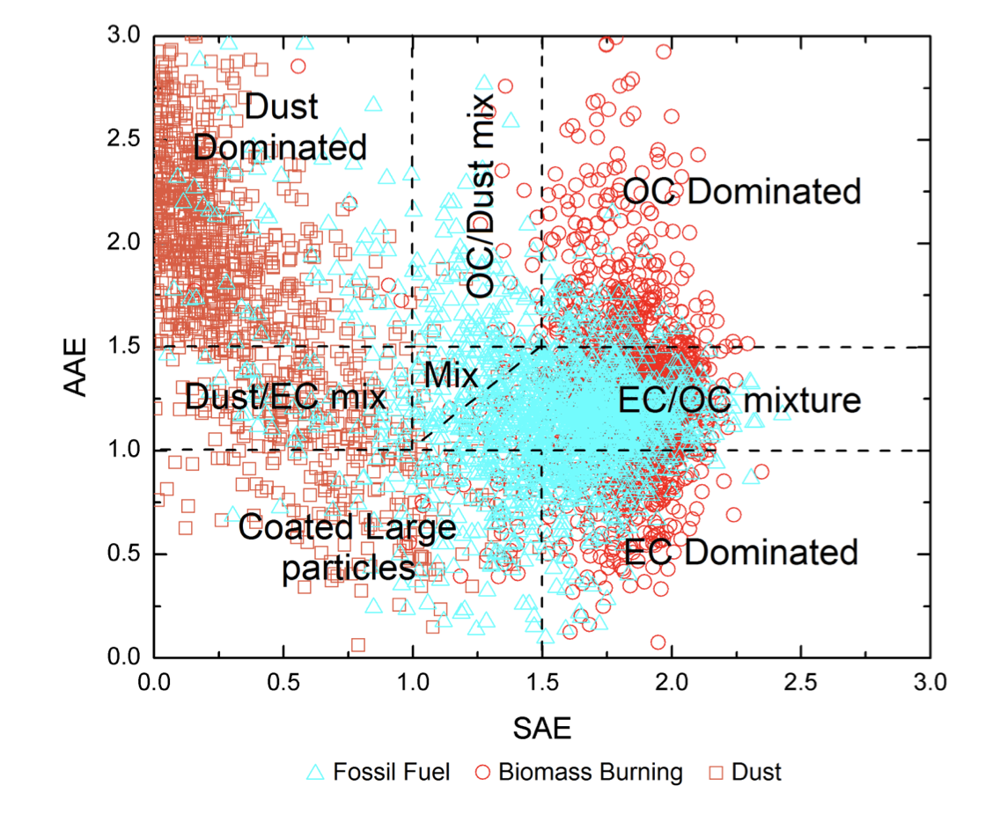 3.0
2.5
2.0
1.5
1.0
0.5
0.0
AAE
Dust
Dominated
OC/Dust mix
OC Dominated
Dust/EC mix
Mix
EC/OC mixture
Coated Large
particles
EC Dominated
0.0 0.5 1.0 1.5 2.0 2.5 3.0
SAE
Fossil Fuel Biomass Burning Dust